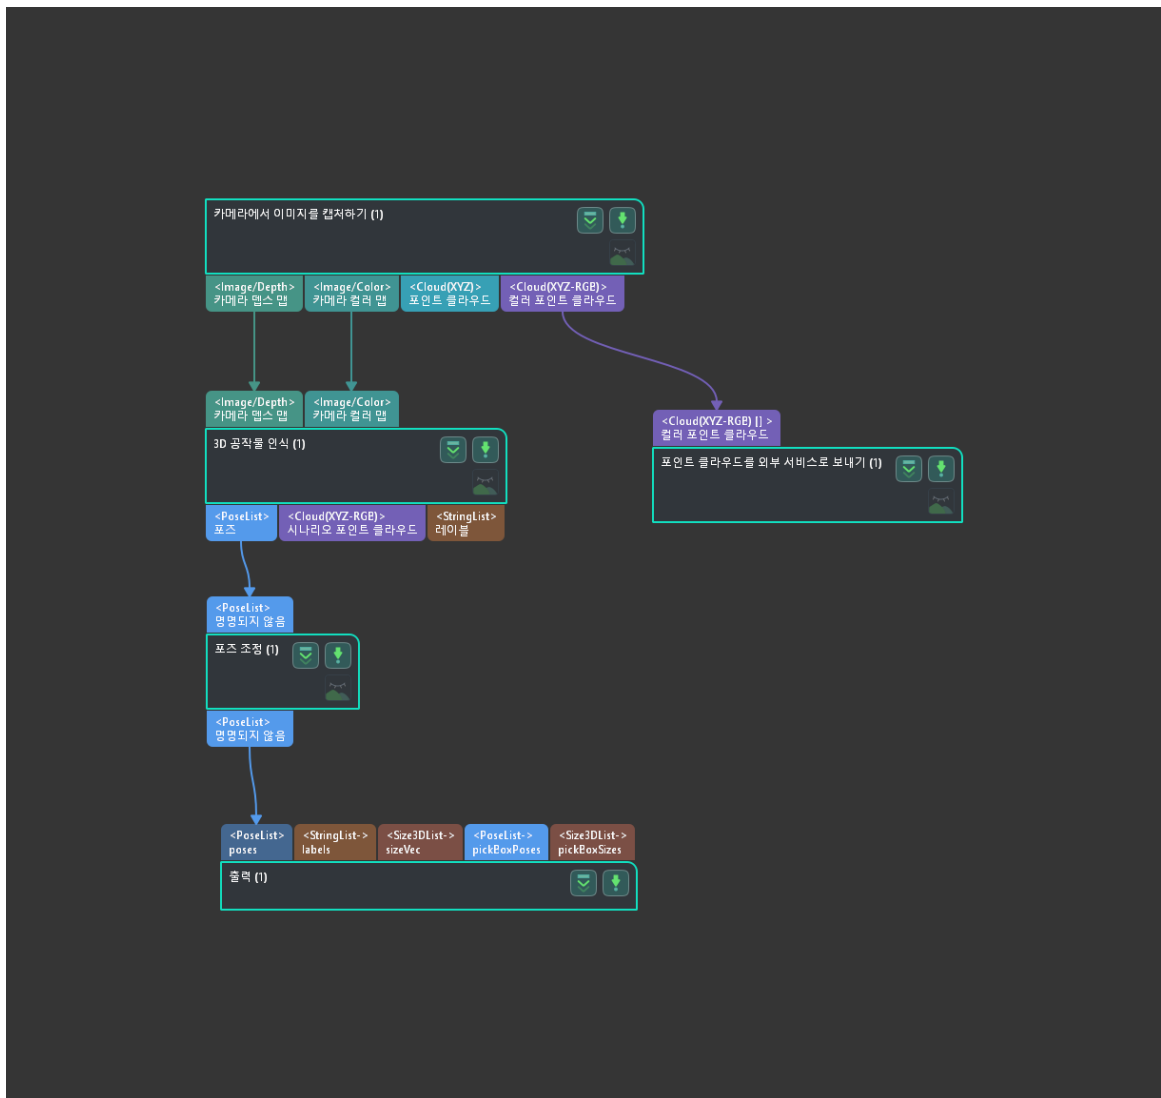 카메라에서 이미지를 캡처하기 (1)
<Image/Depth>
카메라 뎁스 맵
<Image/Color>
카메라 컬러 맵
<Cloud(XYZ)>
포인트 클라우드
<Cloud(XYZ-RGB)>
컬러 포인트 클라우드
<Image/Depth>
카메라 뎁스 맵
<Image/Color>
카메라 컬러 맵
3D 공작물 인식 (1)
<Cloud(XYZ-RGB) [] >
컬러 포인트 클라우드
포인트 클라우드를 외부 서비스로 보내기 (1)
<PoseList>
포즈
<Cloud(XYZ-RGB)>
시나리오 포인트 클라우드
<StringList>
레이블
<PoseList>
명명되지 않음
포즈 조정 (1)
<PoseList>
명명되지 않음
<PoseList>
poses
<StringList->
labels
<Size3DList->
sizeVec
<PoseList->
pickBoxPoses
<Size3DList->
pickBoxSizes
출력 (1)